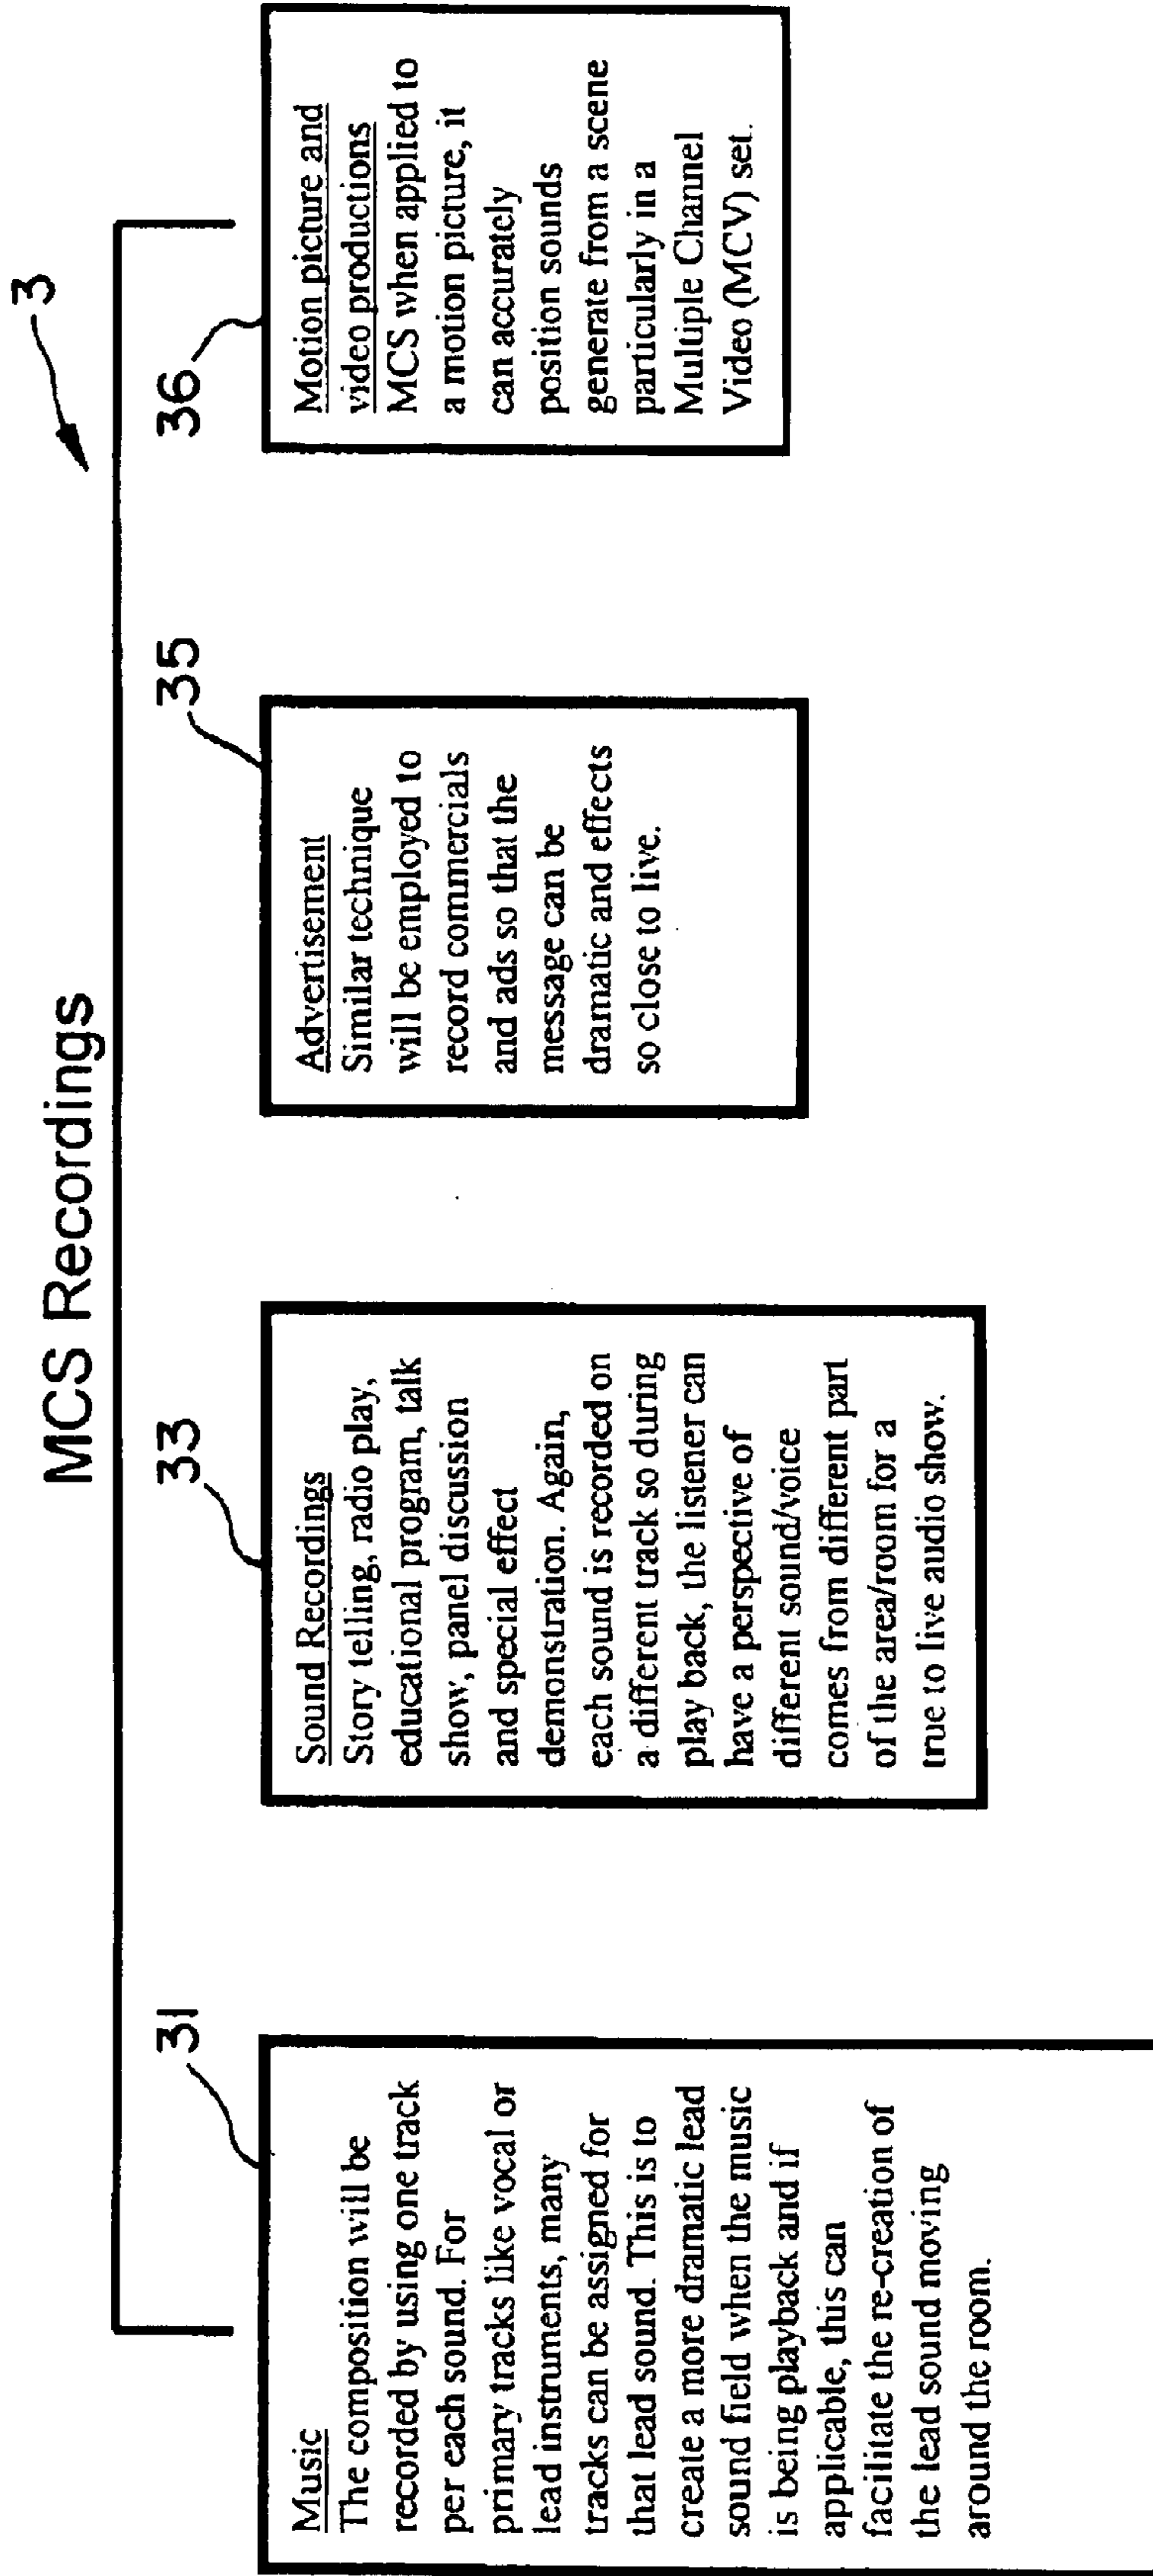 MCS Recordings
3
31
Music
The composition will be
recorded by using one track
per each sound. For
primary tracks like vocal or
lead instruments, many
tracks can be assigned for
that lead sound. This is to
create a more dramatic lead
sound field when the music
is being playback and if
applicable, this can
facilitate the re-creation of
the lead sound moving
around the room.
33
Sound Recordings
Story telling, radio play,
educational program, talk
show, panel discussion
and special effect
demonstration. Again,
each sound is recorded on
a different track so during
play back, the listener can
have a perspective of
different sound/voice
comes from different part
of the area/room for a
true to live audio show.
35
Advertisement
Similar technique
will be employed to
record commercials
and ads so that the
message can be
dramatic and effects
so close to live.
36
Motion picture and
video productions
MCS when applied to
a motion picture, it
can accurately
position sounds
generate from a scene
particularly in a
Multiple Channel
Video (MCV) set.